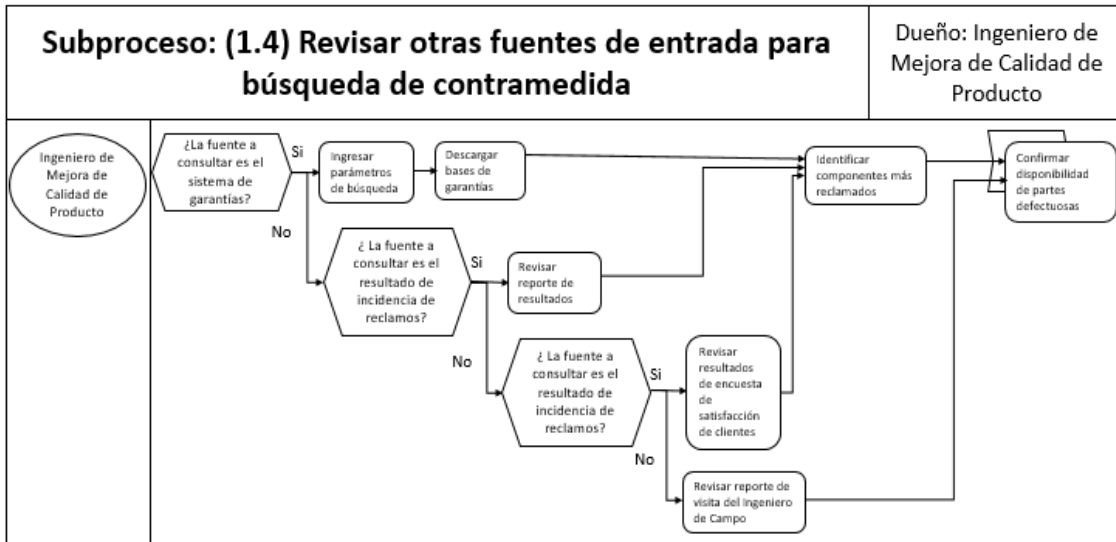 Subproceso: (1.4) Revisar otras fuentes de entrada para
búsqueda de contramedida
Dueño: Ingeniero de
Mejora de Calidad de
Producto
Ingeniero de
Mejora de
Calidad de
Producto
¿La fuente a
consultar es el
sistema de
garantías?
Si
No
Ingresar
parámetros
de búsqueda
Descargar
bases de
garantías
Identificar
componentes más
reclamados
Confirmar
disponibilidad
de partes
defectuosas
¿ La fuente a
consultar es el
resultado de
incidencia de
reclamos?
Si
No
Revisar
reporte de
resultados
¿ La fuente a
consultar es el
resultado de
incidencia de
reclamos?
Si
No
Revisar
resultados
de encuesta
de
satisfacción
de clientes
Revisar reporte de
visita del Ingeniero
de Campo